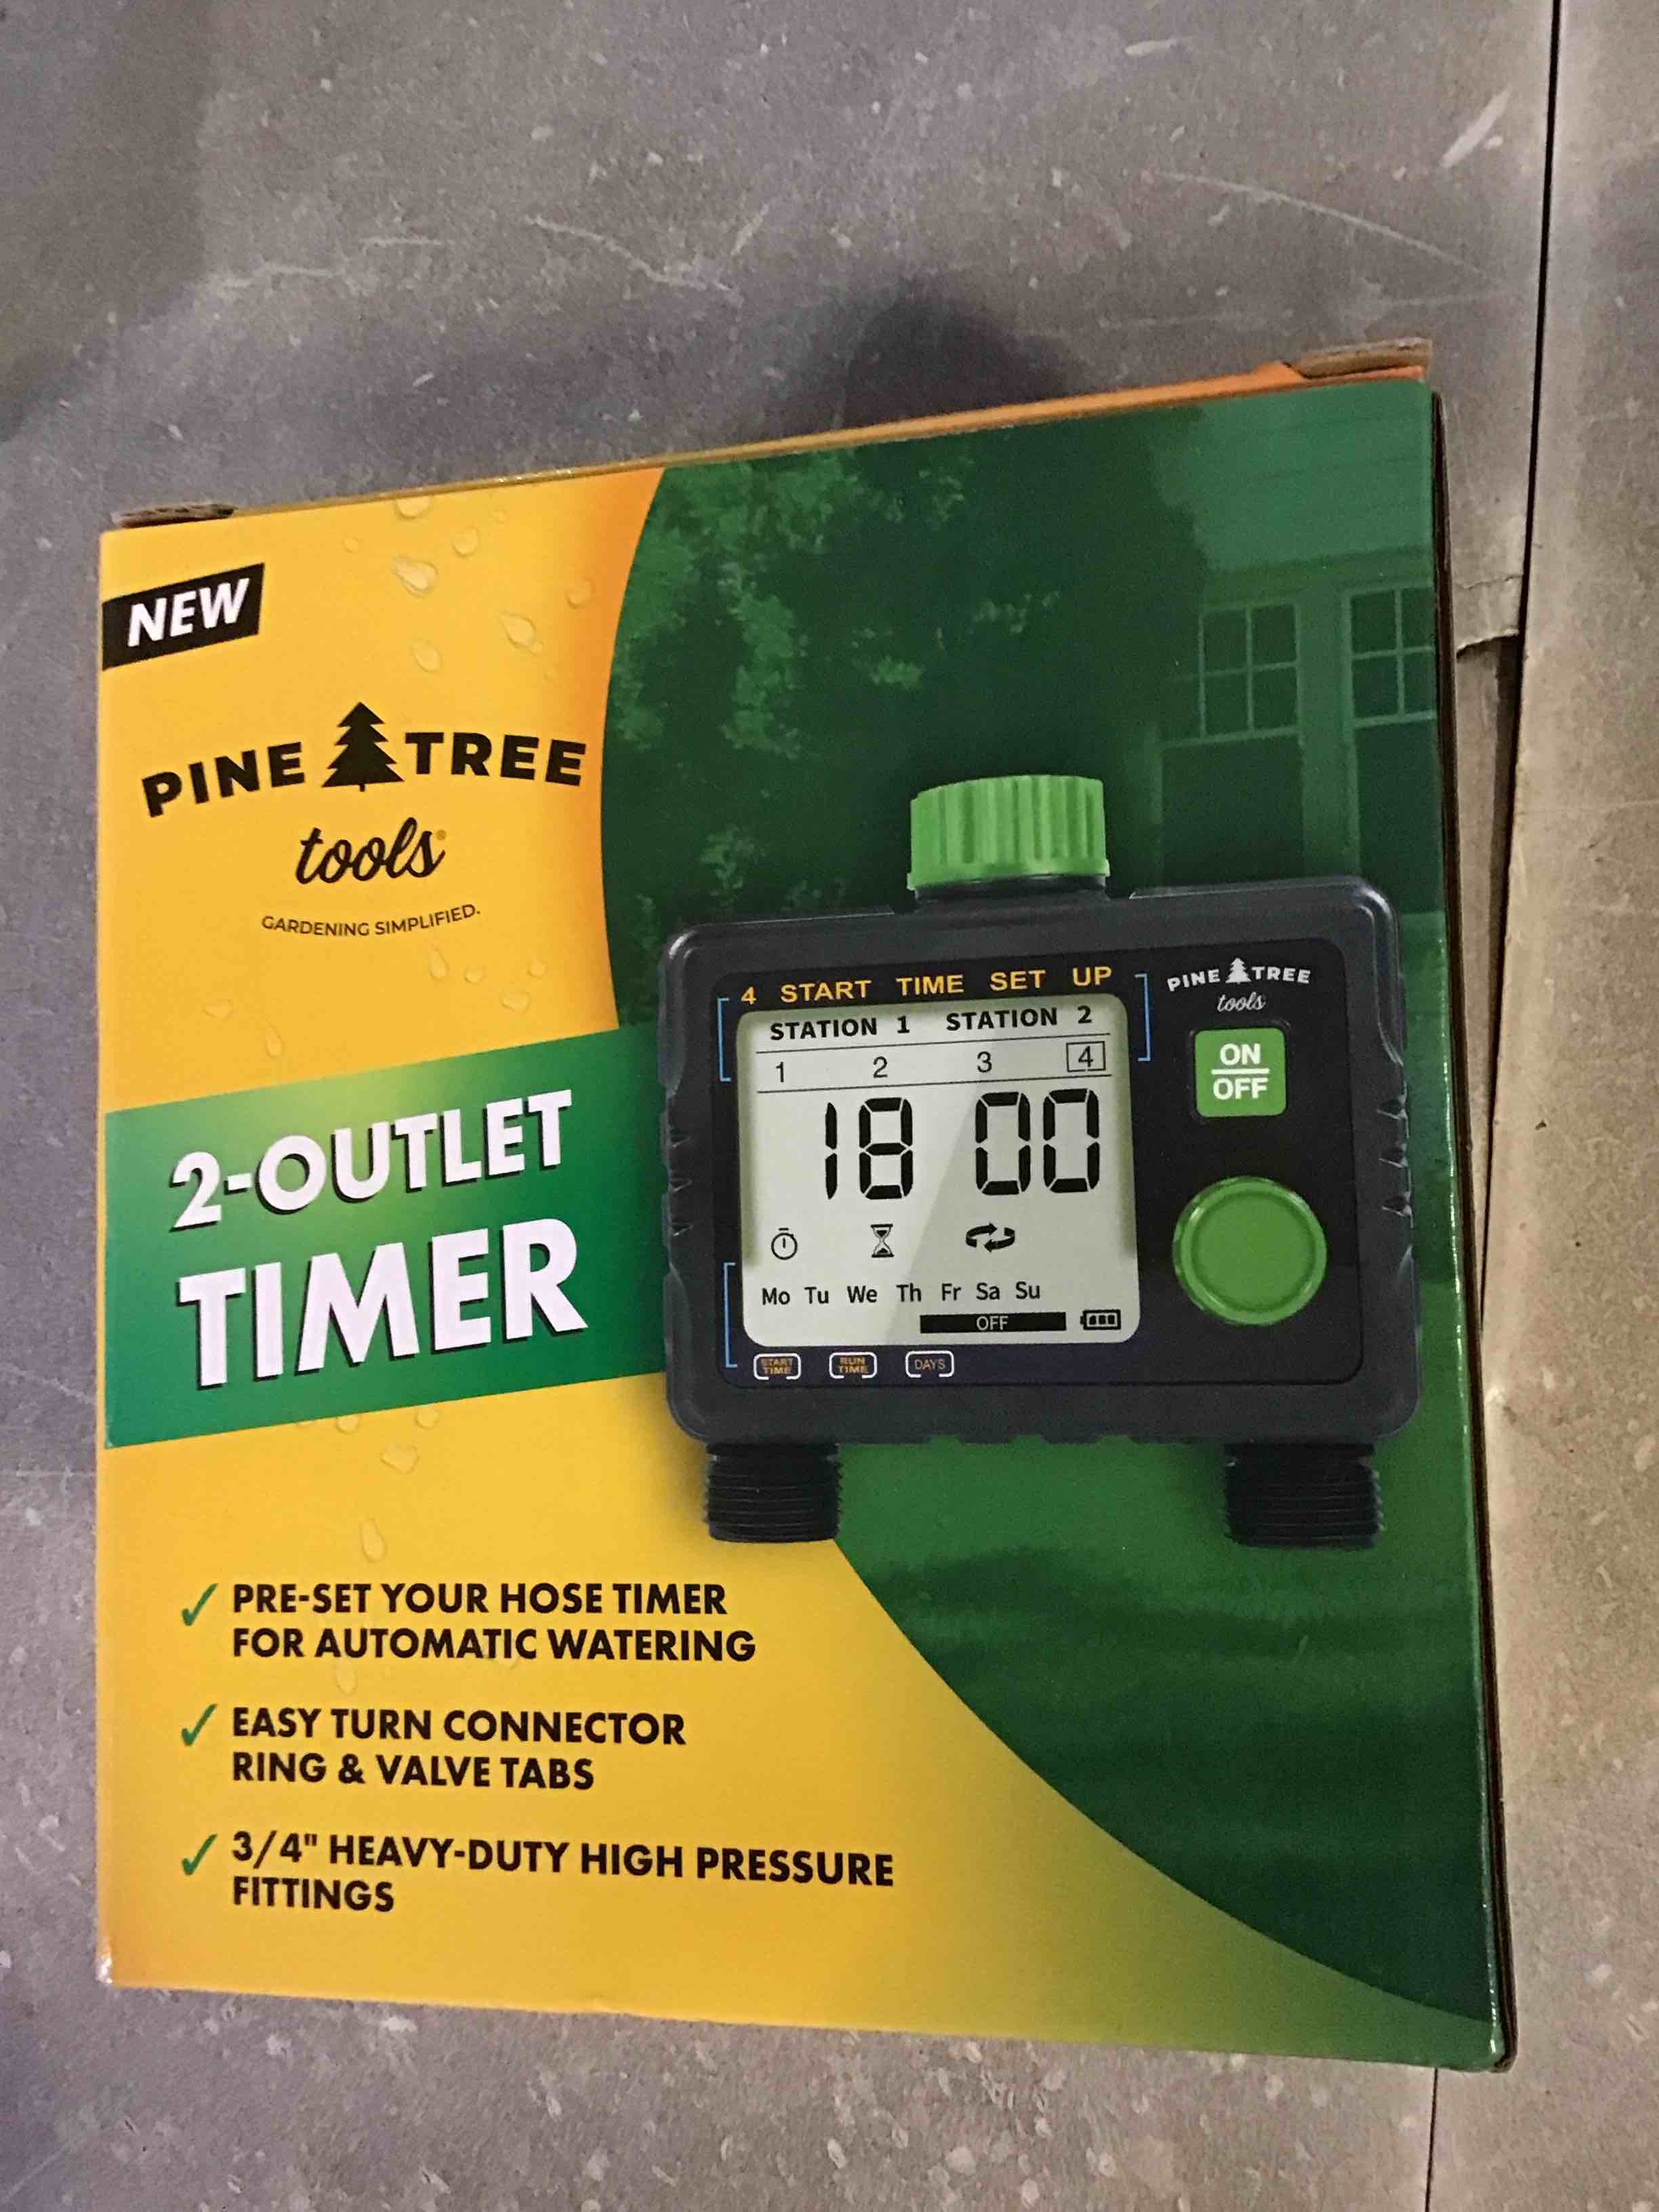 NEW
PINE TREE
tools®
GARDENING SIMPLIFIED.
2-OUTLET
TIMER
4 START TIME SET UP
STATION 1 STATION 2
1 2 3 4
18 00
Mo Tu We Th Fr Sa Su
OFF
START TIME RUN TIME DAYS
PINE TREE
tools
ON
OFF
✓ PRE-SET YOUR HOSE TIMER
FOR AUTOMATIC WATERING
✓ EASY TURN CONNECTOR
RING & VALVE TABS
✓ 3/4" HEAVY-DUTY HIGH PRESSURE
FITTINGS